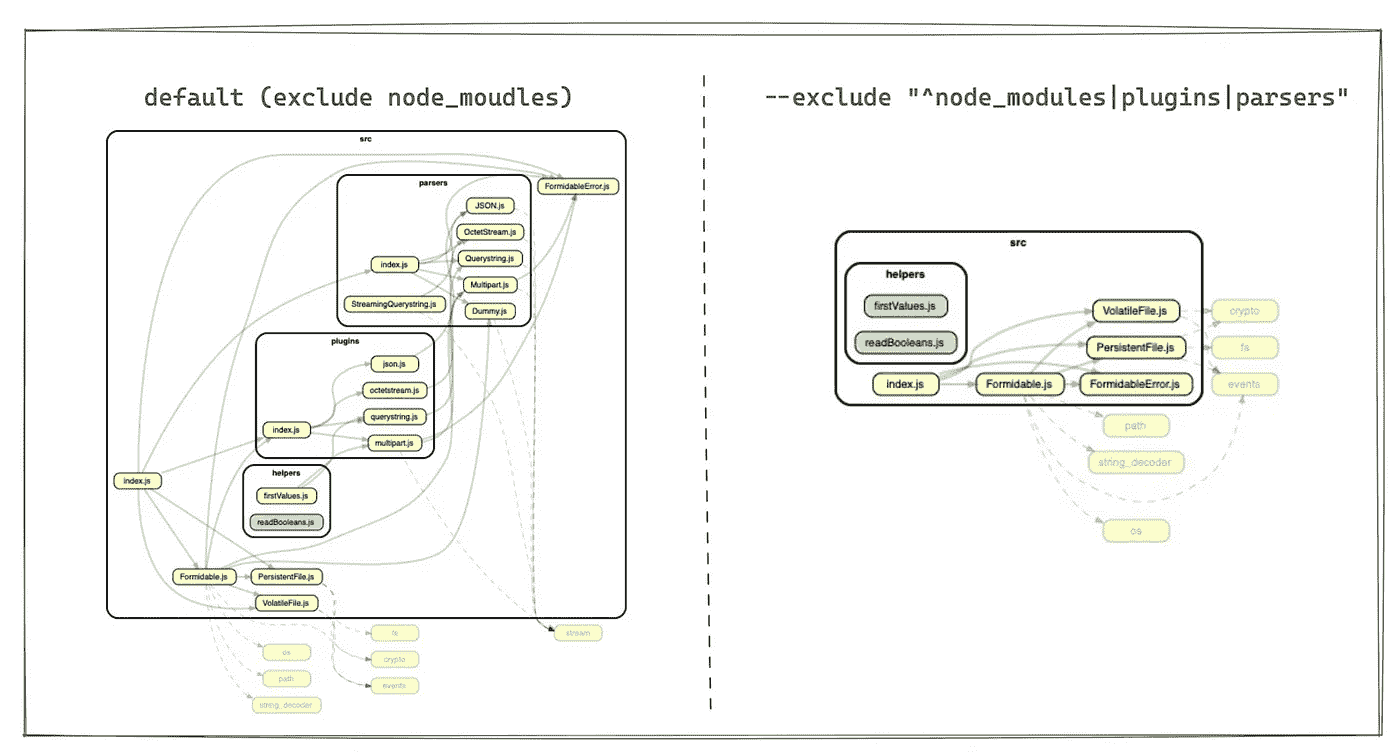 default (exclude node_moudles)
src
parsers
FormidableError.js
JSON.js
OctetStream.js
Querystring.js
index.js
Multipart.js
StreamingQuerystring.js
Dummy.js
plugins
json.js
octetstream.js
querystring.js
index.js
multipart.js
helpers
index.js
firstValues.js
readBooleans.js
Formidable.js
PersistentFile.js
VolatileFile.js
fs
stream
os
crypto
path
events
string_decoder
--exclude "^node_modules|plugins|parsers"
src
helpers
firstValues.js
VolatileFile.js
crypto
readBooleans.js
PersistentFile.js
fs
index.js
Formidable.js
FormidableError.js
events
path
string_decoder
os